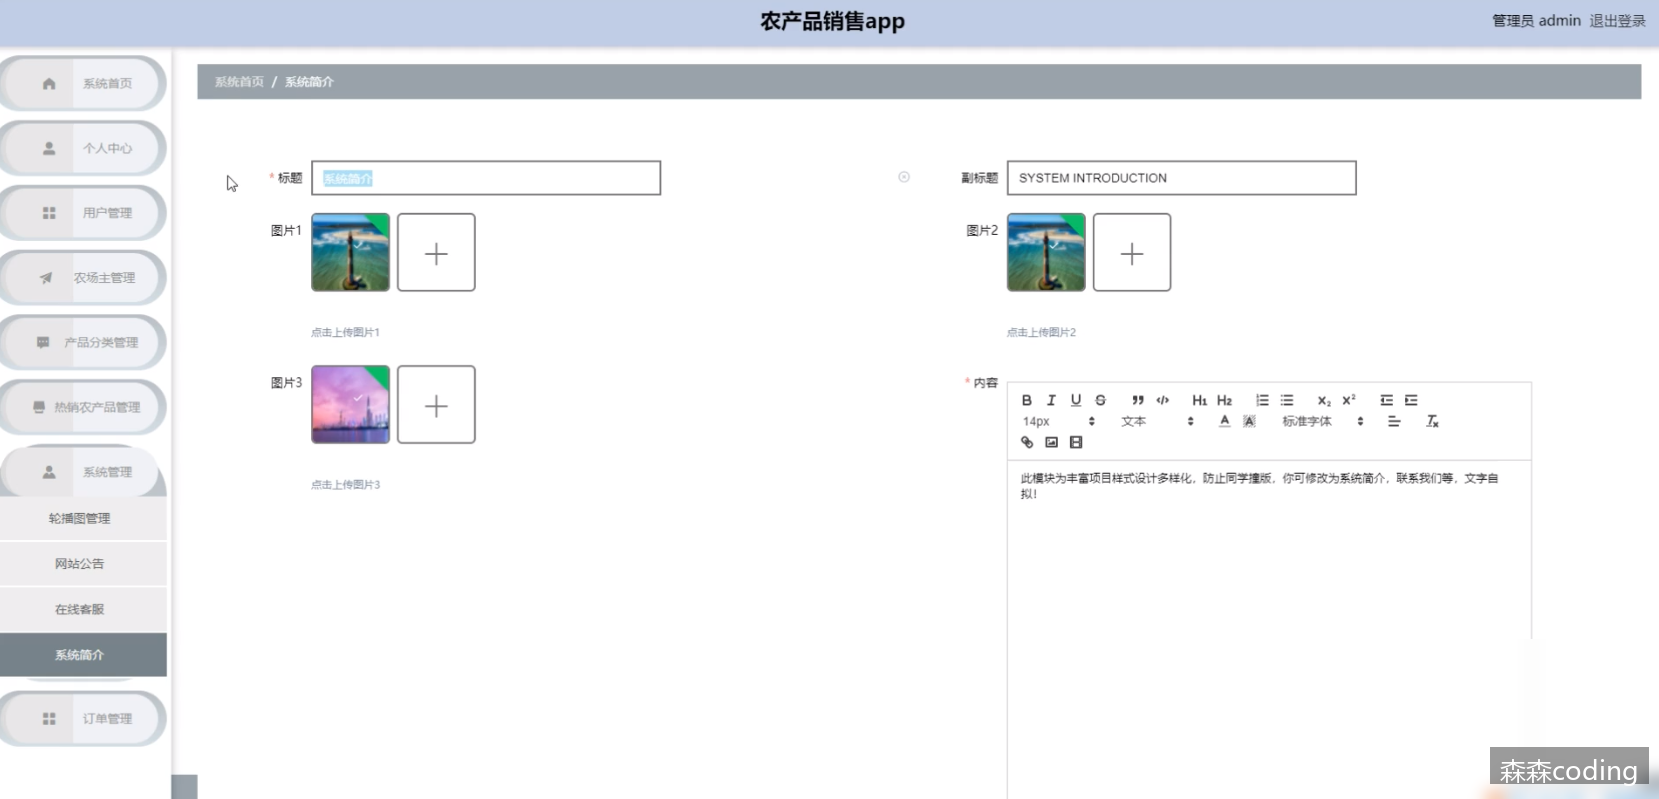 农产品销售app
管理员 admin 退出登录
系统首页
个人中心
用户管理
农场主管理
产品分类管理
热销农产品管理
系统管理
轮播图管理
网站公告
在线客服
系统简介
订单管理
系统首页 / 系统简介
* 标题 系统简介
副标题 SYSTEM INTRODUCTION
图片1
点击上传图片1
图片2
点击上传图片2
图片3
点击上传图片3
* 内容
B I U S ” </> H1 H2 X2 X2
14px 文本 A A 标准字体 Tx
此模块为丰富项目样式设计多样化，防止同学撞版，你可修改为系统简介，联系我们等，文字自
拟！
森森coding